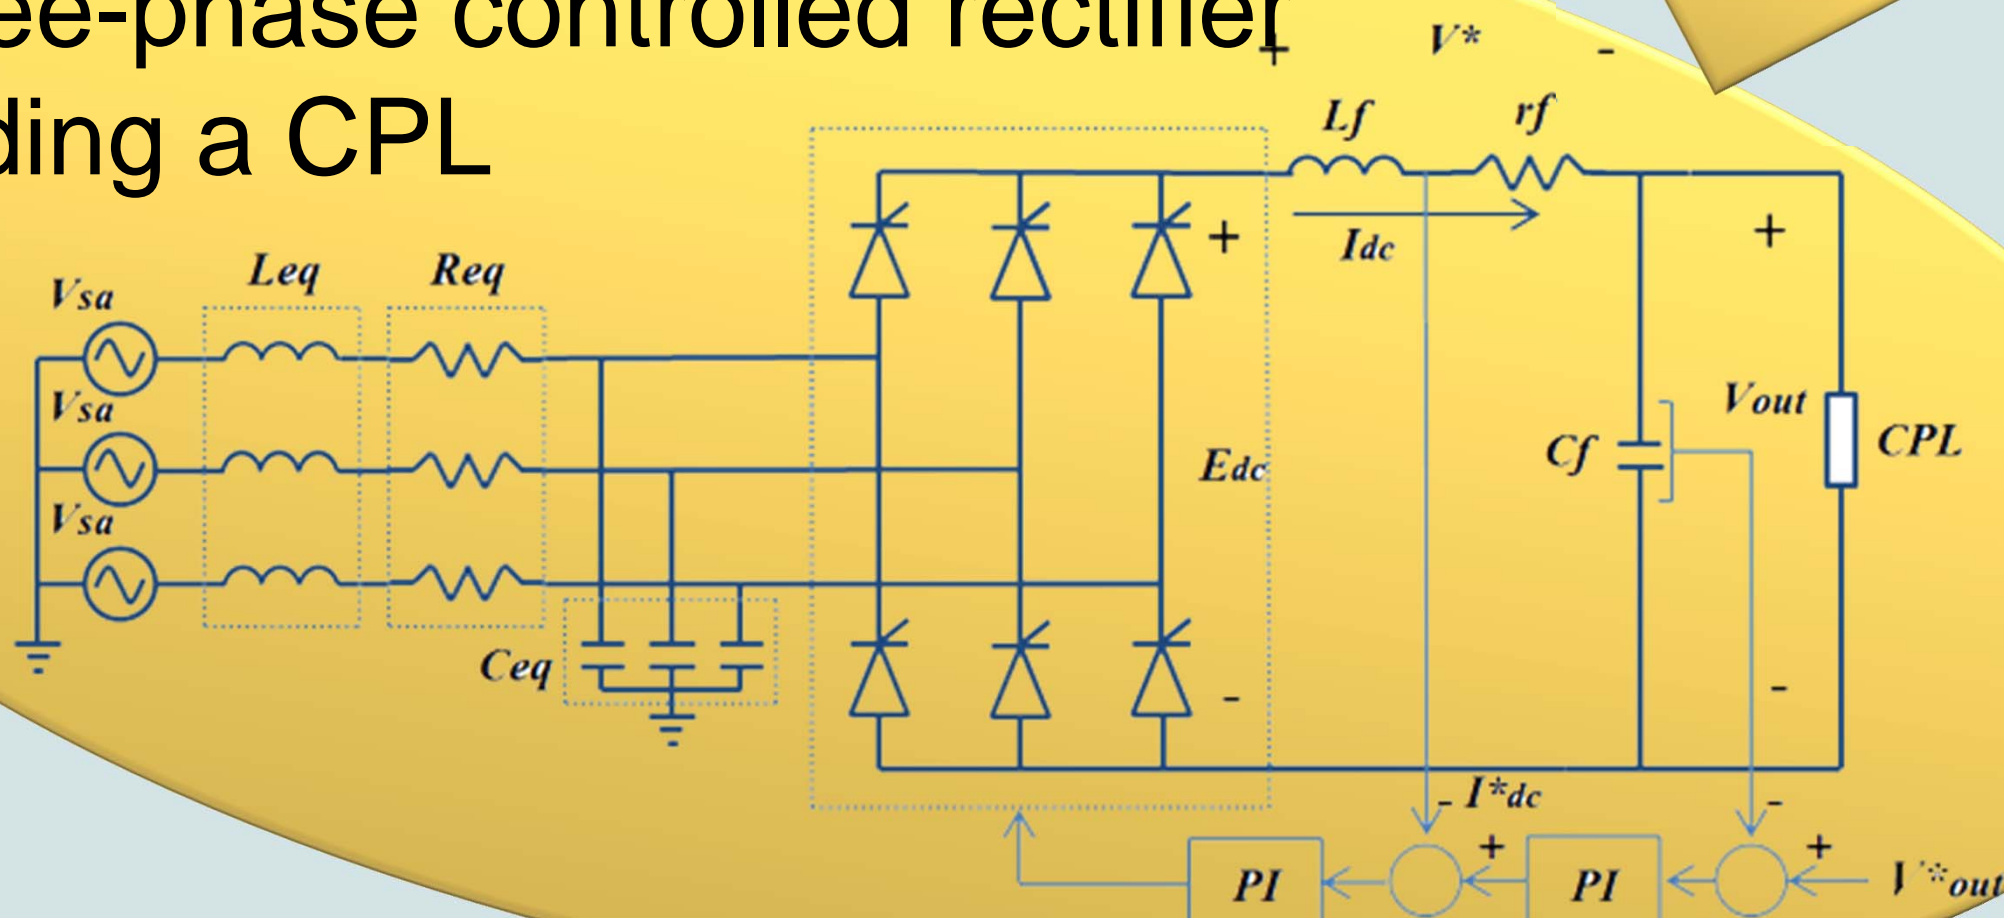 ee-phase controlled rectifier
ding a CPL
+ V* -
Lf rf
Idc
Leq Req
Vsa
Vsa
Vsa
Ceq
+
Edc
-
+
Vout
Cf
CPL
-
- I*dc
-
+
+
PI
PI
V*out